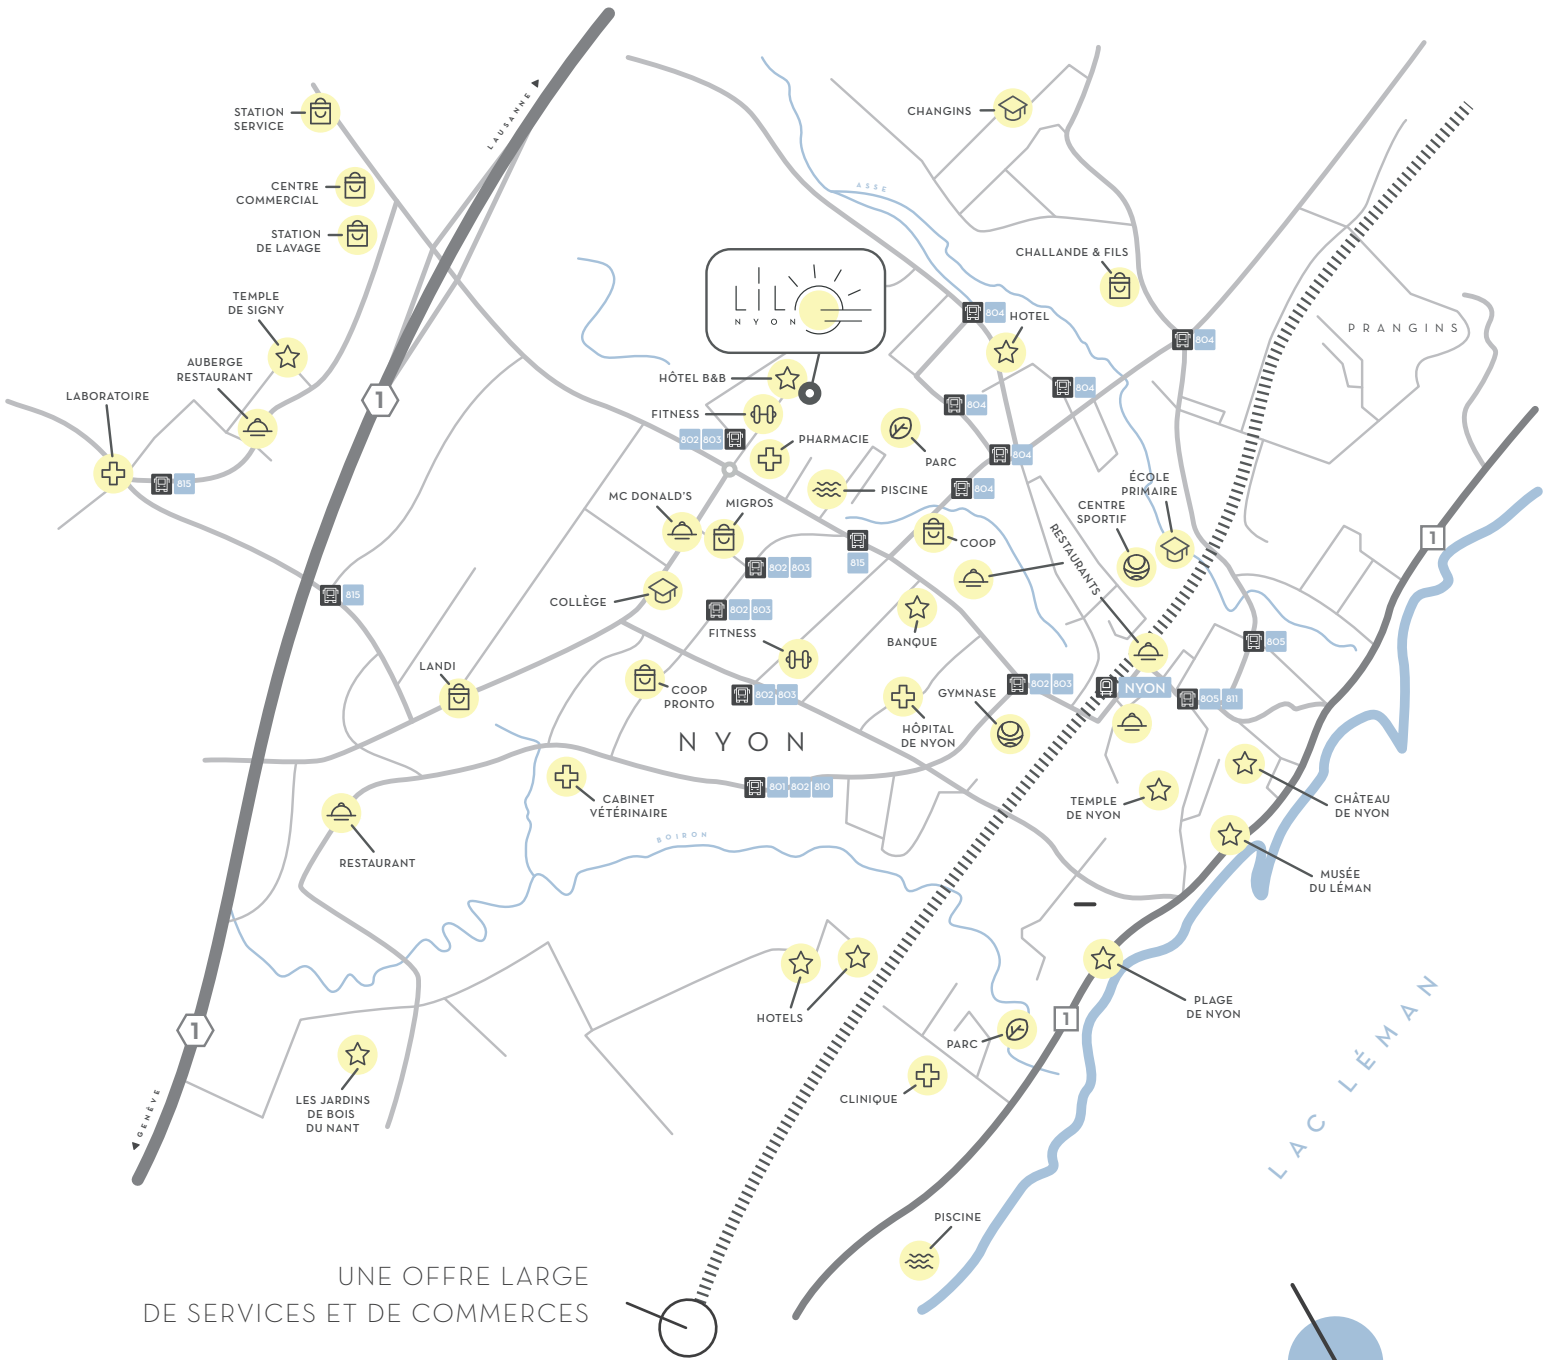 STATION
SERVICE
LAUSANNE
CHANGINS
CENTRE
COMMERCIAL
ASSE
STATION
DE LAVAGE
CHALLANDE & FILS
LILO
NYON
TEMPLE
DE SIGNY
804
HOTEL
PRANGINS
804
AUBERGE
RESTAURANT
HÔTEL B&B
804
LABORATOIRE
1
804
FITNESS
802 803
PHARMACIE
PARC
804
815
PISCINE
804
ÉCOLE
PRIMAIRE
MC DONALD'S
MIGROS
CENTRE
SPORTIF
RESTAURANTS
COOP
1
815
802 803
COLLÈGE
815
802 803
FITNESS
BANQUE
805
LANDI
COOP
PRONTO
802 803
GYMNASE
802 803
NYON
805 811
HÔPITAL
DE NYON
NYON
801 802 810
CABINET
VÉTÉRINAIRE
TEMPLE
DE NYON
CHÂTEAU
DE NYON
BOIRON
RESTAURANT
MUSÉE
DU LÉMAN
PLAGE
DE NYON
HOTELS
1
1
PARC
LAC LÉMAN
CLINIQUE
LES JARDINS
DE BOIS
DU NANT
GENÈVE
PISCINE
UNE OFFRE LARGE
DE SERVICES ET DE COMMERCES